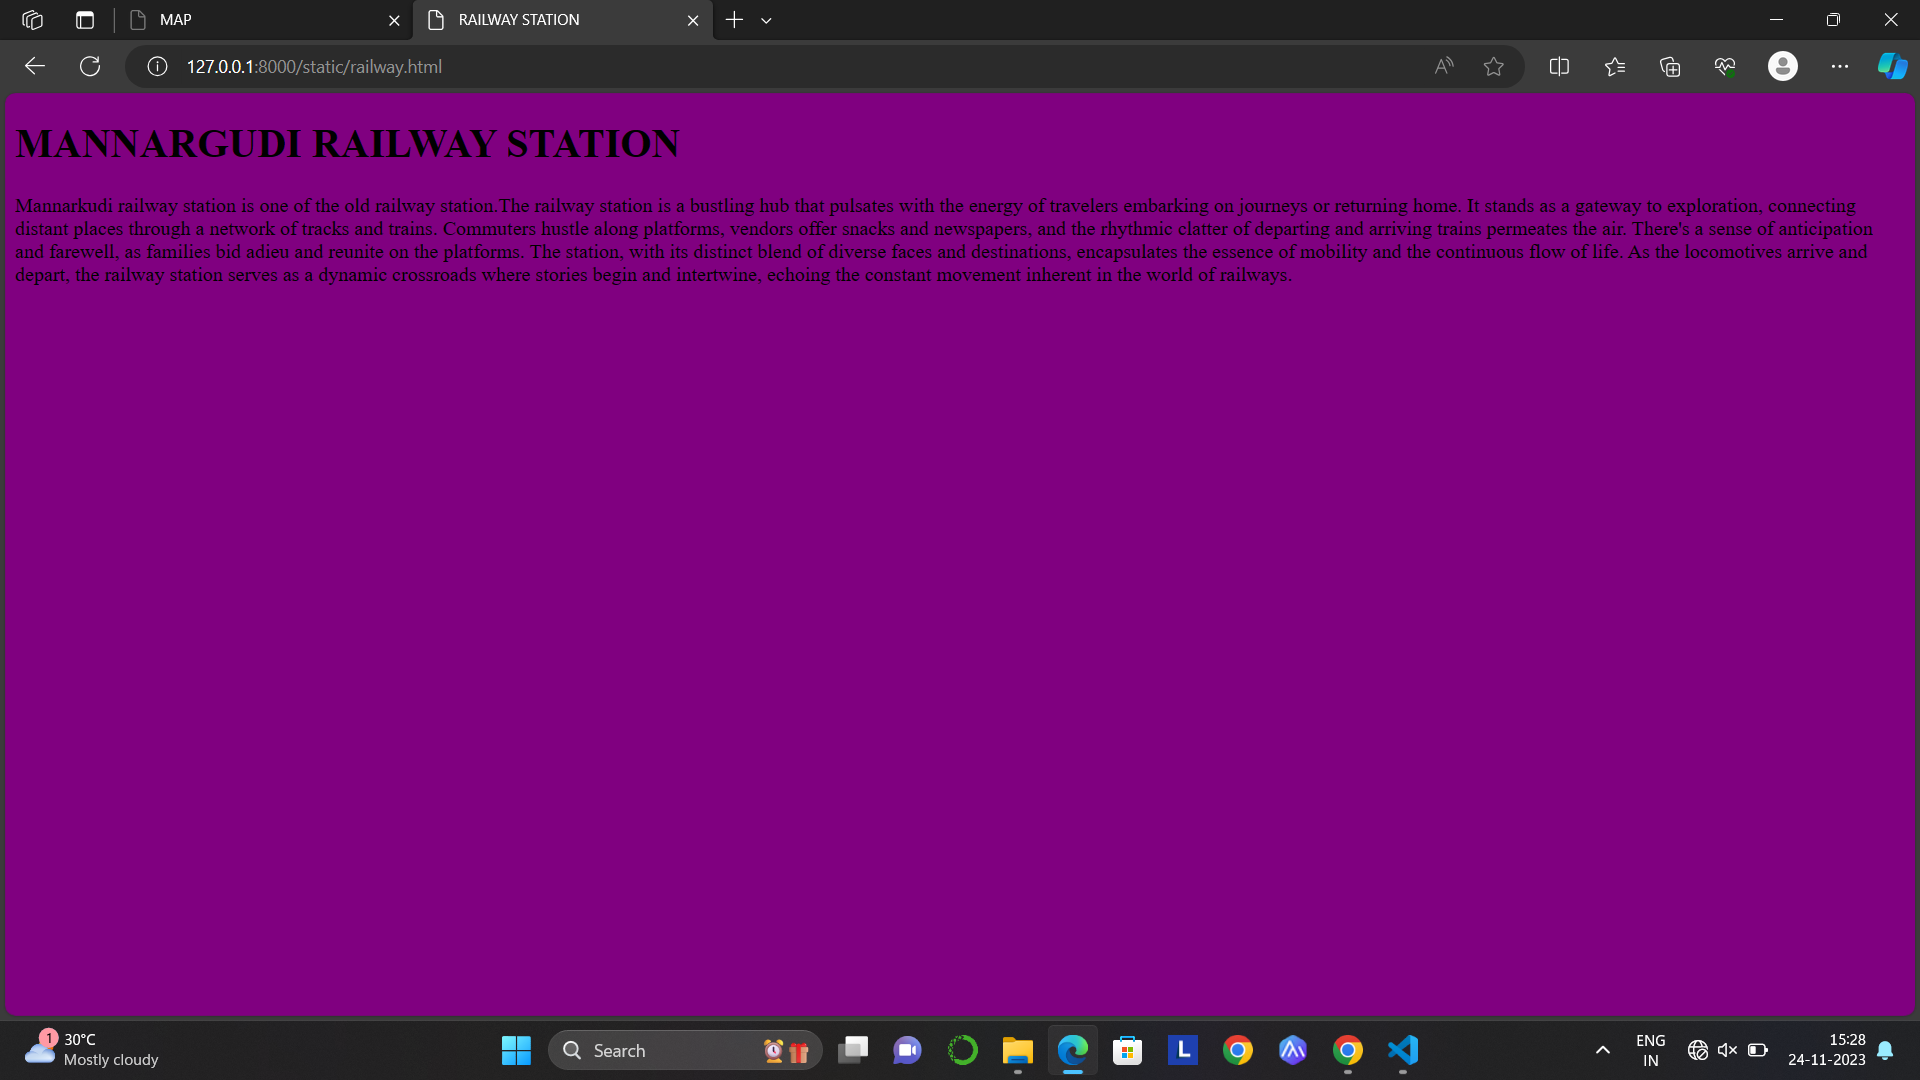 MAP
RAILWAY STATION
127.0.0.1:8000/static/railway.html
MANNARGUDI RAILWAY STATION
Mannarkudi railway station is one of the old railway station.The railway station is a bustling hub that pulsates with the energy of travelers embarking on journeys or returning home. It stands as a gateway to exploration, connecting
distant places through a network of tracks and trains. Commuters hustle along platforms, vendors offer snacks and newspapers, and the rhythmic clatter of departing and arriving trains permeates the air. There's a sense of anticipation
and farewell, as families bid adieu and reunite on the platforms. The station, with its distinct blend of diverse faces and destinations, encapsulates the essence of mobility and the continuous flow of life. As the locomotives arrive and
depart, the railway station serves as a dynamic crossroads where stories begin and intertwine, echoing the constant movement inherent in the world of railways.
1
30°C
Mostly cloudy
Search
L
ENG
IN
15:28
24-11-2023